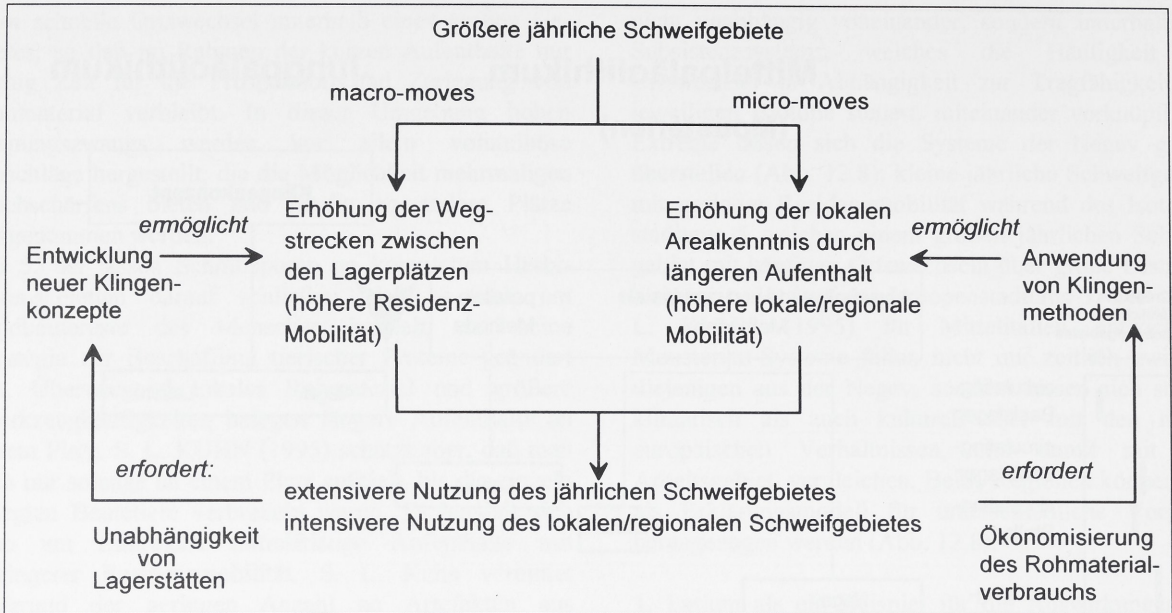 Größere jährliche Schweifgebiete
macro-moves
micro-moves
ermöglicht
Entwicklung
neuer Klingen-
konzepte
Erhöhung der Weg-
strecken zwischen
den Lagerplätzen
(höhere Residenz-
Mobilität)
Erhöhung der lokalen
Arealkenntnis durch
längeren Aufenthalt
(höhere lokale/regionale
Mobilität)
ermöglicht
Anwendung
von Klingen-
methoden
erfordert:
Unabhängigkeit
von
Lagerstätten
extensivere Nutzung des jährlichen Schweifgebietes
intensivere Nutzung des lokalen/regionalen Schweifgebietes
erfordert
Ökonomisierung
des Rohmaterial-
verbrauchs